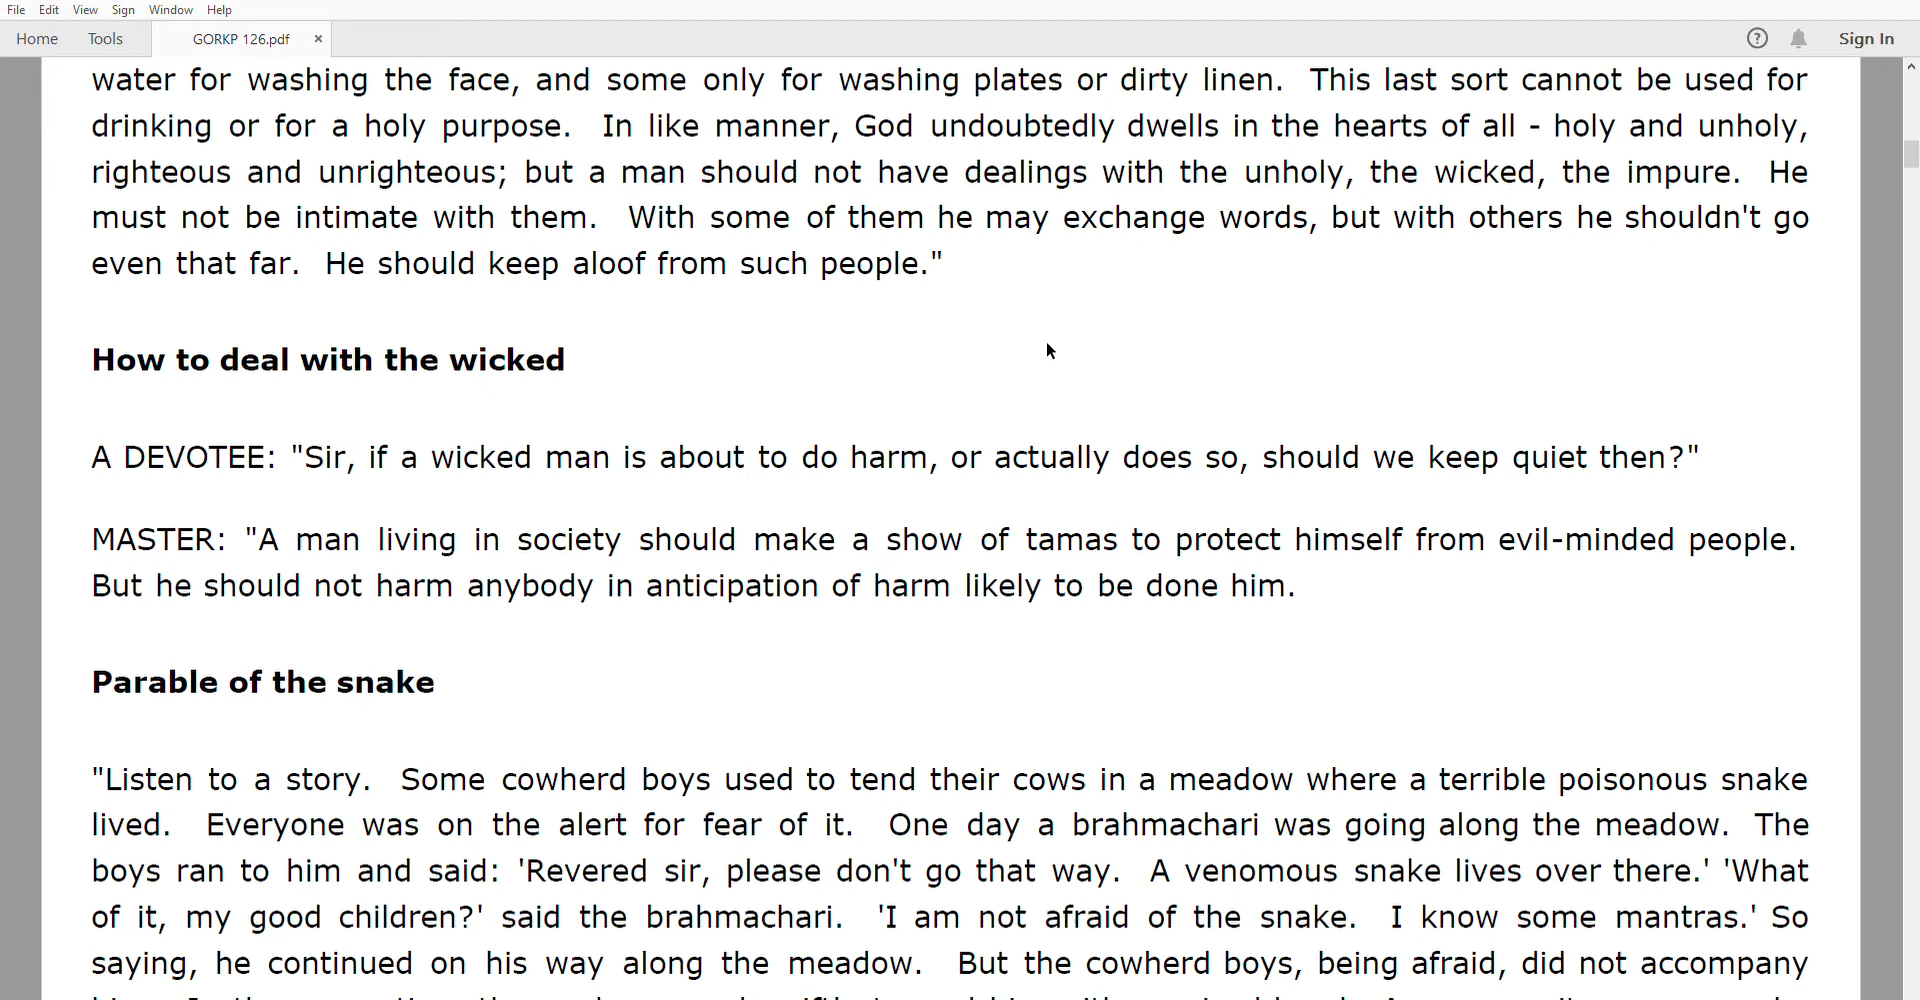 File Edit View Sign Window Help
Home Tools GORKP 126.pdf × ? Sign In
water for washing the face, and some only for washing plates or dirty linen. This last sort cannot be used for
drinking or for a holy purpose. In like manner, God undoubtedly dwells in the hearts of all - holy and unholy,
righteous and unrighteous; but a man should not have dealings with the unholy, the wicked, the impure. He
must not be intimate with them. With some of them he may exchange words, but with others he shouldn't go
even that far. He should keep aloof from such people."
How to deal with the wicked
A DEVOTEE: "Sir, if a wicked man is about to do harm, or actually does so, should we keep quiet then?"
MASTER: "A man living in society should make a show of tamas to protect himself from evil-minded people.
But he should not harm anybody in anticipation of harm likely to be done him.
Parable of the snake
"Listen to a story. Some cowherd boys used to tend their cows in a meadow where a terrible poisonous snake
lived. Everyone was on the alert for fear of it. One day a brahmachari was going along the meadow. The
boys ran to him and said: 'Revered sir, please don't go that way. A venomous snake lives over there.' 'What
of it, my good children?' said the brahmachari. 'I am not afraid of the snake. I know some mantras.' So
saying, he continued on his way along the meadow. But the cowherd boys, being afraid, did not accompany